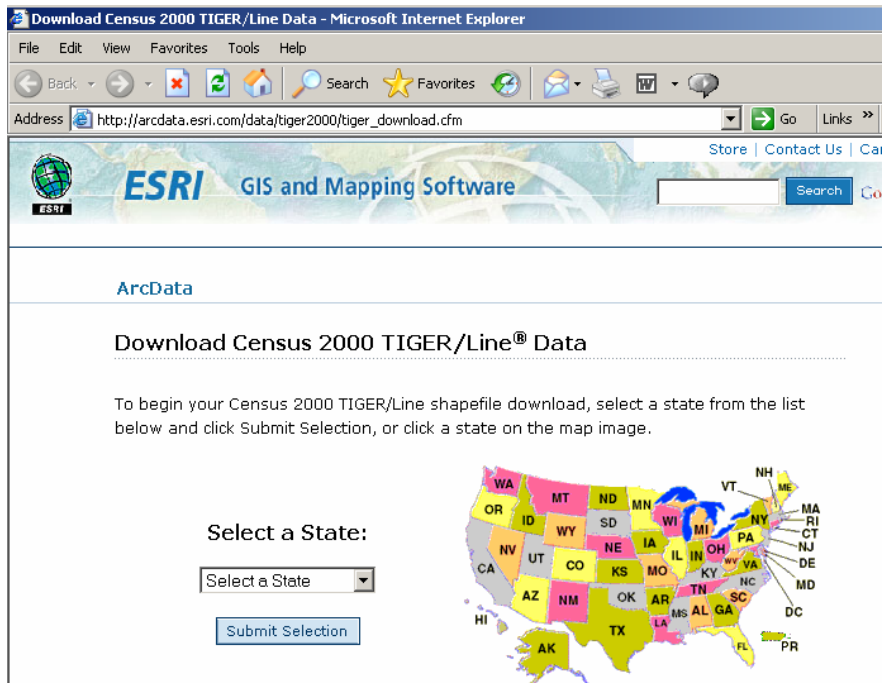 Download Census 2000 TIGER/Line Data - Microsoft Internet Explorer
File Edit View Favorites Tools Help
Back Search Favorites
Address http://arcdata.esri.com/data/tiger2000/tiger_download.cfm Go Links »
Store | Contact Us | Car
ESRI ESRI GIS and Mapping Software Search Go
ArcData
Download Census 2000 TIGER/Line® Data
To begin your Census 2000 TIGER/Line shapefile download, select a state from the list
below and click Submit Selection, or click a state on the map image.
Select a State:
Select a State
Submit Selection
WA MT ND MN VT NH ME
OR ID WY SD WI MI NY MA
RI
CT
NV UT CO NE IA IL IN OH PA NJ
CA KS MO KY WV VA DE
MD
AZ NM OK AR TN NC DC
MS AL GA SC
HI TX LA
AK FL PR